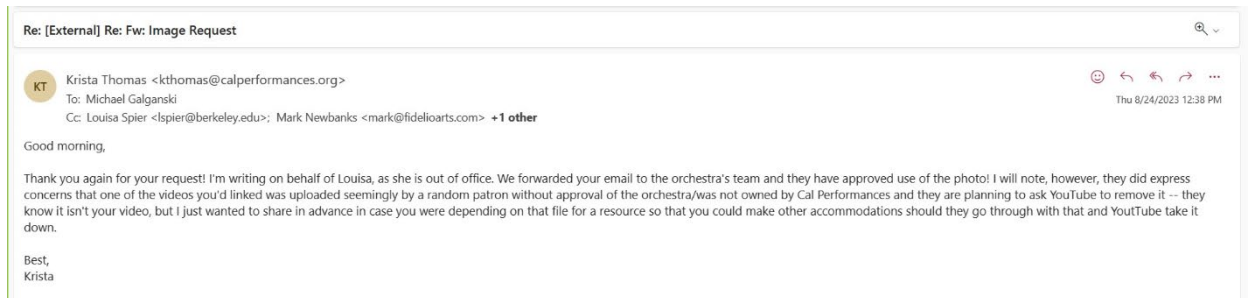 Re: [External] Re: Fw: Image Request
KT
Krista Thomas <kthomas@calperformances.org>
To: Michael Galganski
Thu 8/24/2023 12:38 PM
Cc: Louisa Spier <lspier@berkeley.edu>; Mark Newbanks <mark@fidelioarts.com> +1 other
Good morning,
Thank you again for your request! I'm writing on behalf of Louisa, as she is out of office. We forwarded your email to the orchestra's team and they have approved use of the photo! I will note, however, they did express
concerns that one of the videos you'd linked was uploaded seemingly by a random patron without approval of the orchestra/was not owned by Cal Performances and they are planning to ask YouTube to remove it -- they
know it isn't your video, but I just wanted to share in advance in case you were depending on that file for a resource so that you could make other accommodations should they go through with that and YoutTube take it
down.
Best,
Krista